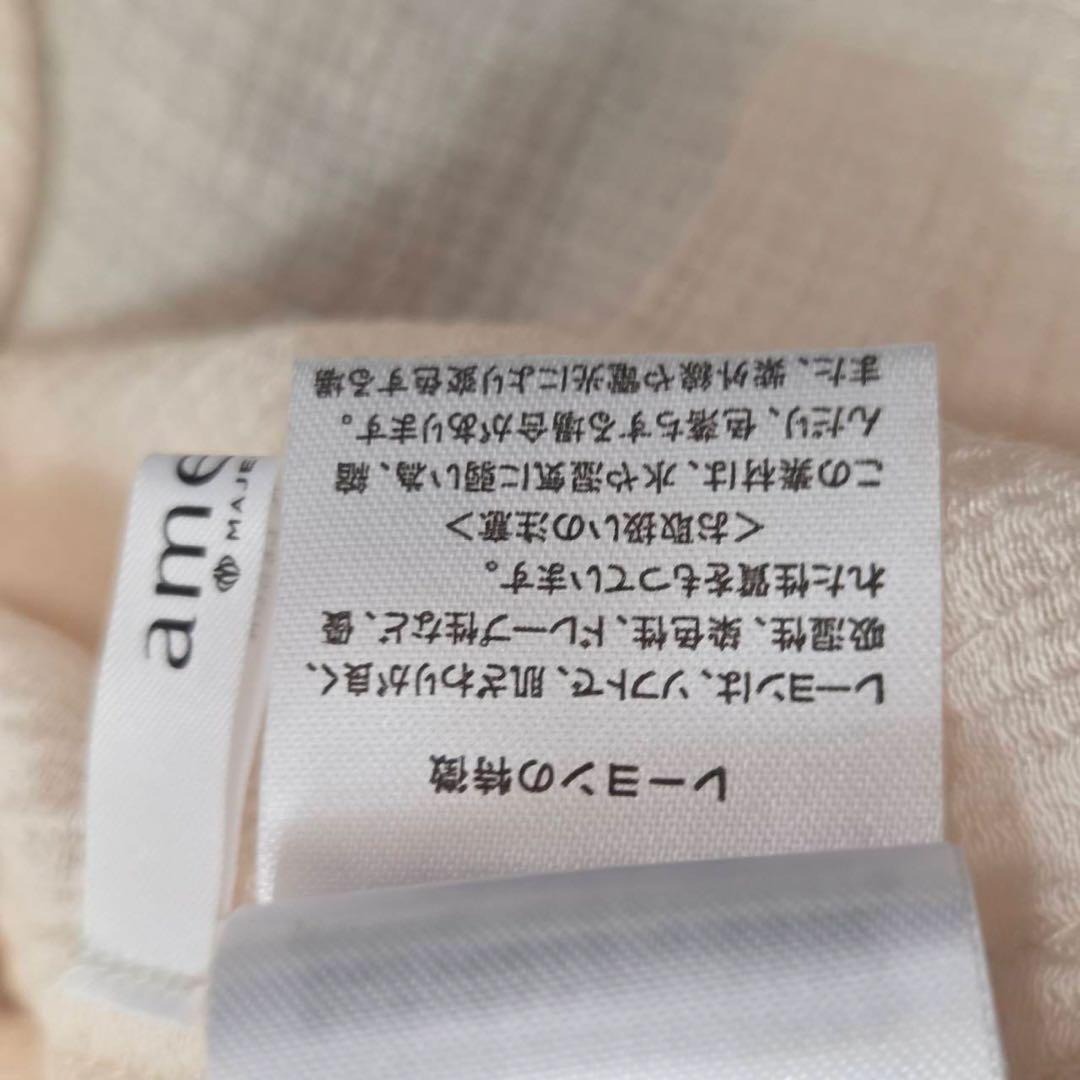 レーヨンの特徴
レーヨンは、ソフトで、肌ざわりが良く、
吸湿性、染色性、ドレープ性など、優
れた性質をもっています。
<お取扱いの注意>
この素材は、水や湿気に弱い為、縮
んだり、色落ちする場合があります。
また、紫外線や電光により変色する場
ame
MAJE